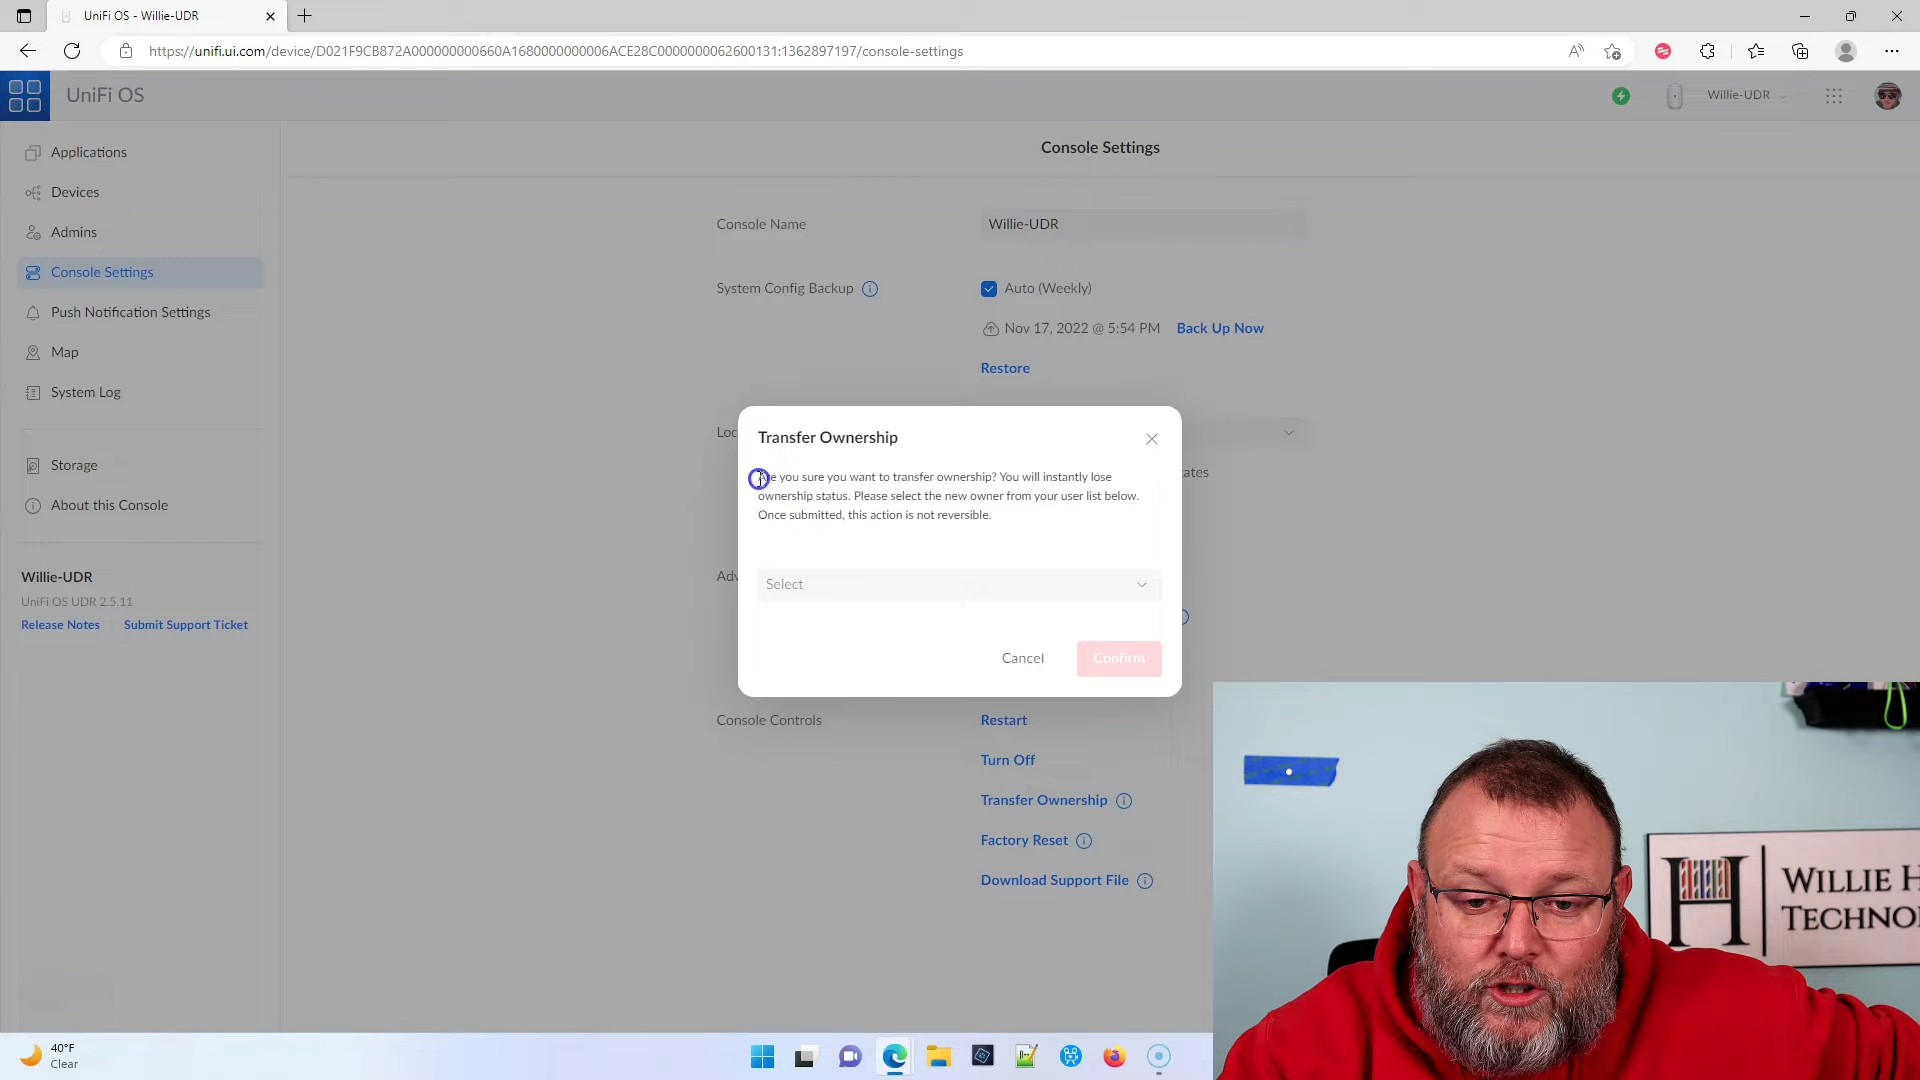 UniFi OS - Willie-UDR
https://unifi.ui.com/device/D021F9CB872A000000000660A1680000000006ACE28C0000000062600131:1362897197/console-settings
UniFi OS
Willie-UDR
Applications
Devices
Admins
Console Settings
Push Notification Settings
Map
System Log
Storage
About this Console
Willie-UDR
UniFi OS UDR 2.5.11
Release Notes
Submit Support Ticket
Console Settings
Console Name
Willie-UDR
System Config Backup
Auto (Weekly)
Nov 17, 2022 @ 5:54 PM
Back Up Now
Restore
Loc
ates
Adv
Transfer Ownership
Are you sure you want to transfer ownership? You will instantly lose
ownership status. Please select the new owner from your user list below.
Once submitted, this action is not reversible.
Select
Cancel
Confirm
Console Controls
Restart
Turn Off
Transfer Ownership
Factory Reset
Download Support File
WILLIE H
TECHNO
40°F
Clear